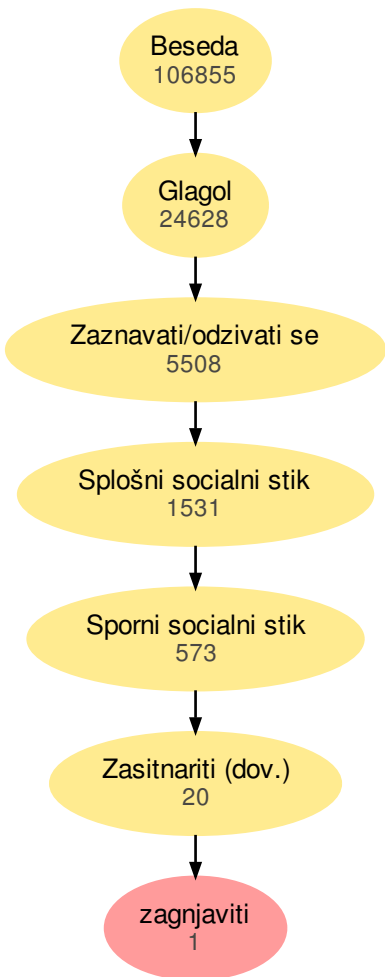 Beseda
106855
Glagol
24628
Zaznavati/odzivati se
5508
Splošni socialni stik
1531
Sporni socialni stik
573
Zasitnariti (dov.)
20
zagnjaviti
1